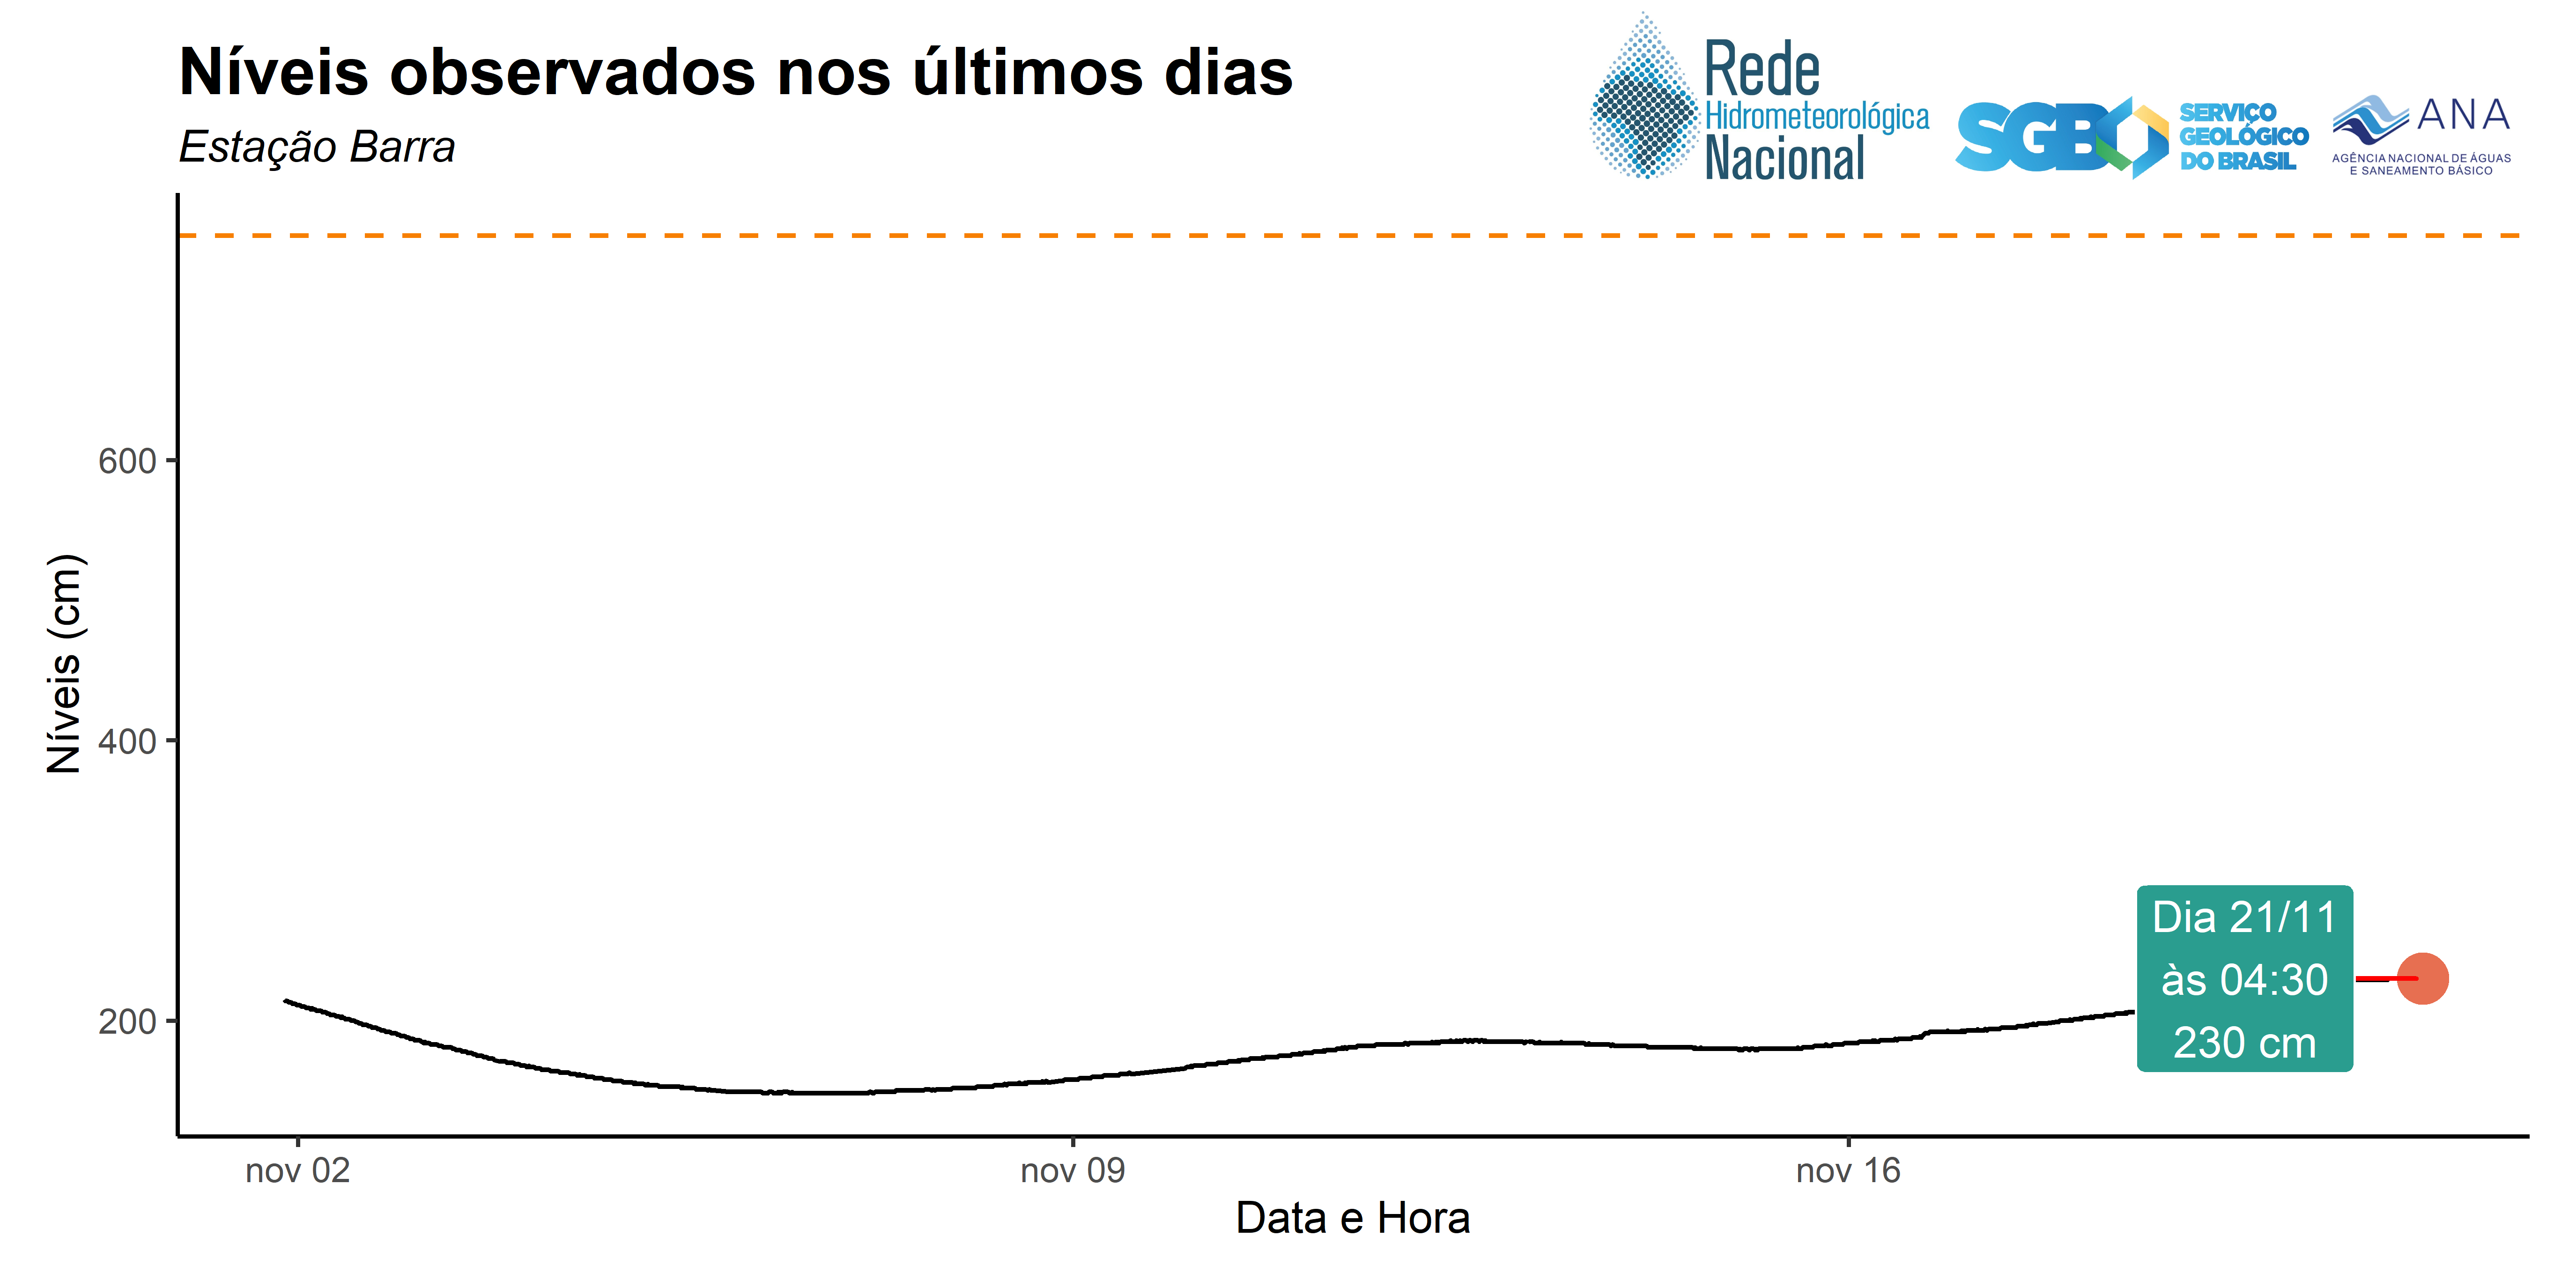 Níveis observados nos últimos dias
Estação Barra
Rede
Hidrometeorológica
Nacional
SGB
SERVIÇO
GEOLÓGICO
DO BRASIL
ANA
AGÊNCIA NACIONAL DE ÁGUAS
E SANEAMENTO BÁSICO
Níveis (cm)
600
400
200
Dia 21/11
às 04:30
230 cm
nov 02
nov 09
nov 16
Data e Hora